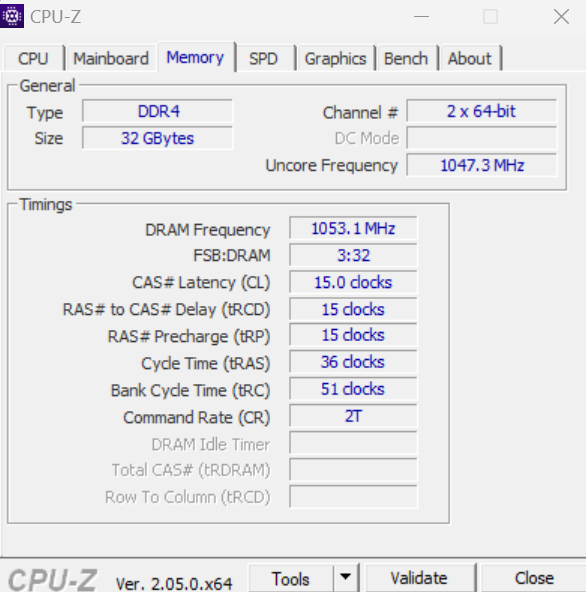 CPU-Z
CPU Mainboard Memory SPD Graphics Bench About
General
Type DDR4 Channel # 2 x 64-bit
Size 32 GBytes DC Mode
Uncore Frequency 1047.3 MHz
Timings
DRAM Frequency 1053.1 MHz
FSB:DRAM 3:32
CAS# Latency (CL) 15.0 clocks
RAS# to CAS# Delay (tRCD) 15 clocks
RAS# Precharge (tRP) 15 clocks
Cycle Time (tRAS) 36 clocks
Bank Cycle Time (tRC) 51 clocks
Command Rate (CR) 2T
DRAM Idle Timer
Total CAS# (tRDRAM)
Row To Column (tRCD)
CPU-Z Ver. 2.05.0.x64 Tools Validate Close